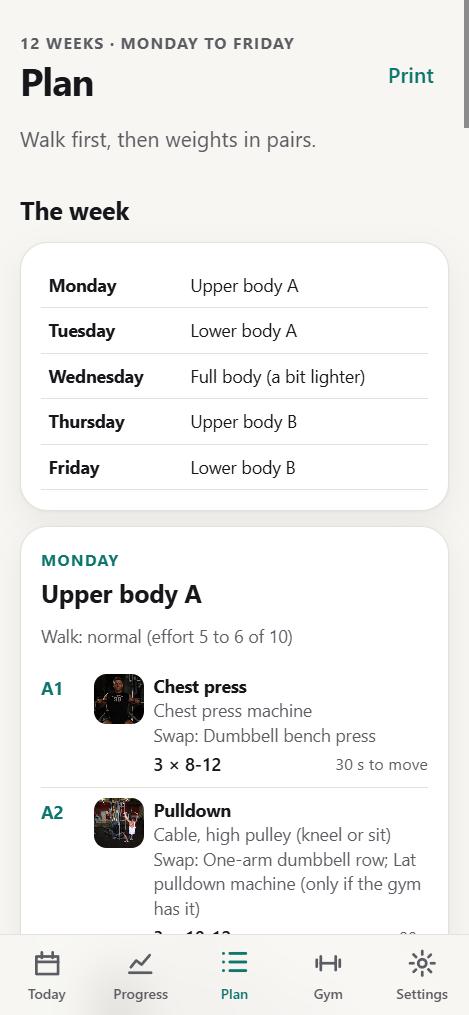 12 WEEKS · MONDAY TO FRIDAY
Plan
Print
Walk first, then weights in pairs.
The week
Monday Upper body A
Tuesday Lower body A
Wednesday Full body (a bit lighter)
Thursday Upper body B
Friday Lower body B
MONDAY
Upper body A
Walk: normal (effort 5 to 6 of 10)
A1 Chest press
Chest press machine
Swap: Dumbbell bench press
3 × 8-12 30 s to move
A2 Pulldown
Cable, high pulley (kneel or sit)
Swap: One-arm dumbbell row; Lat
pulldown machine (only if the gym
has it)
Today Progress Plan Gym Settings